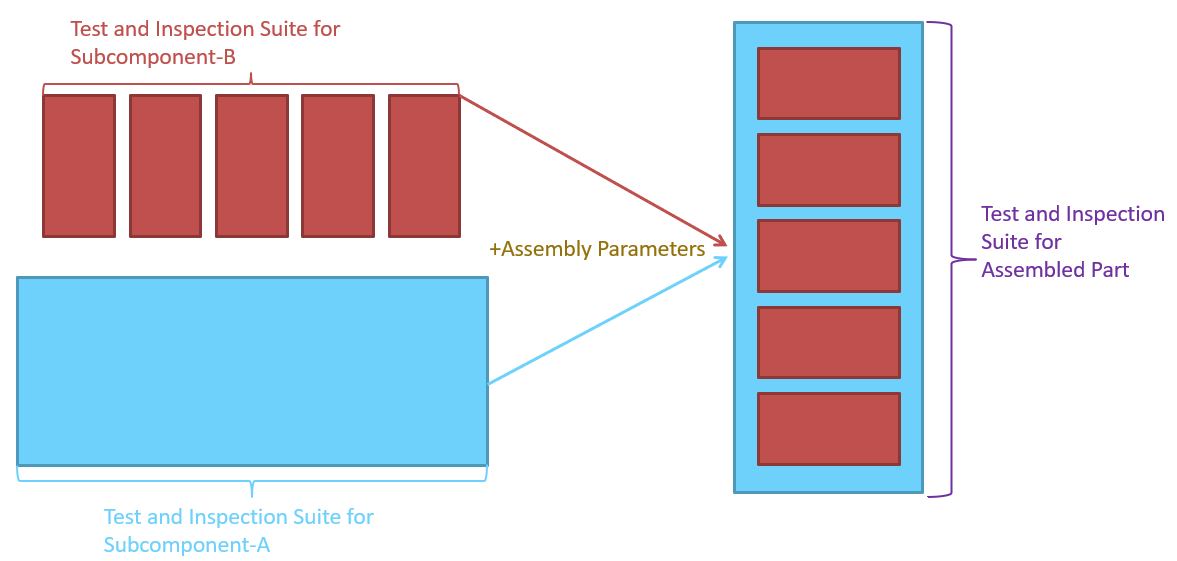 Test and Inspection Suite for
Subcomponent-B
+Assembly Parameters
Test and Inspection
Suite for
Assembled Part
Test and Inspection Suite for
Subcomponent-A